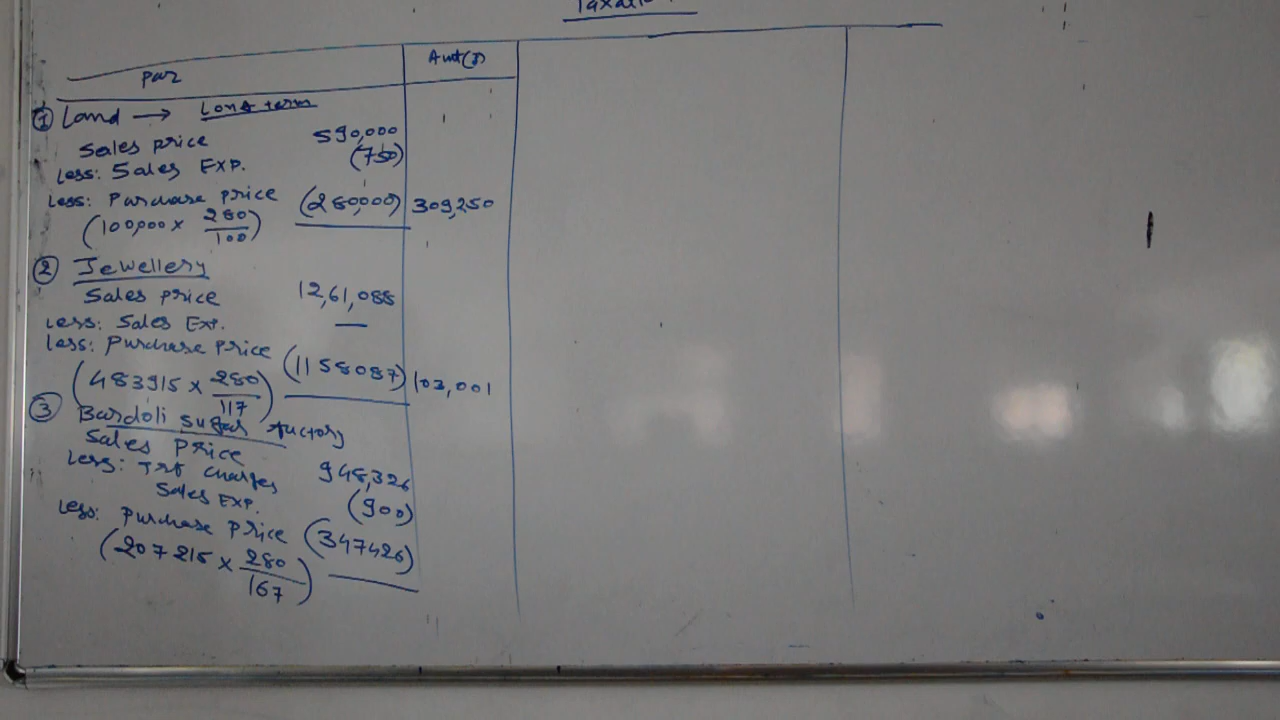 Taxation
Par
Amt(₹)
① Land → Long term
Sales price 590,000
Less: Sales Exp. (750)
Less: Purchase price (280,000) 309,250
(100,000 × 280/100)
② Jewellery
Sales price 12,61,088
Less: Sales Exp. —
Less: Purchase price (1158087) 103,001
(483915 × 280/117)
③ Bardoli Sugar factory
Sales Price 948,326
Less: Trf charges
Sales Exp. (900)
Less: Purchase price (347426)
(207215 × 280/167)